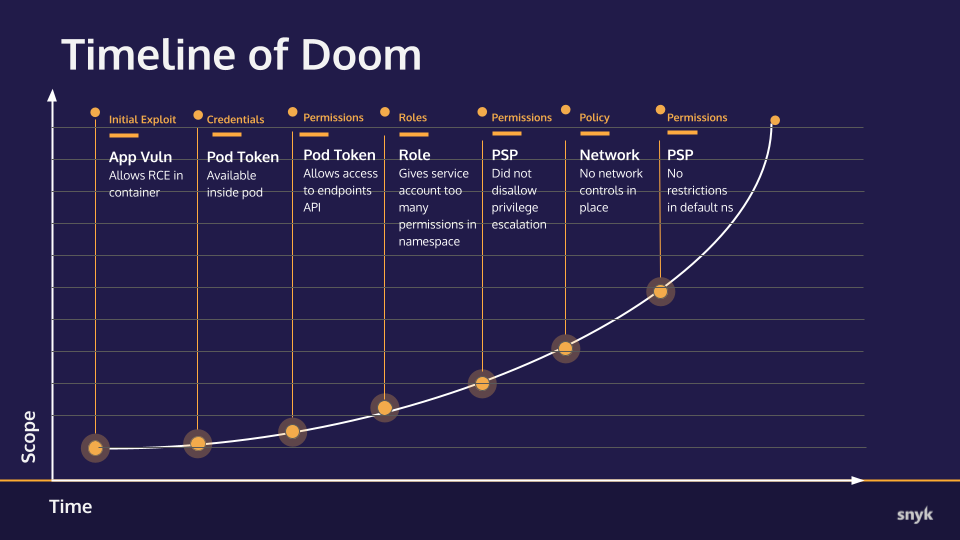 Timeline of Doom
Initial Exploit
App Vuln
Allows RCE in
container
Credentials
Pod Token
Available
inside pod
Permissions
Pod Token
Allows access
to endpoints
API
Roles
Role
Gives service
account too
many
permissions in
namespace
Permissions
PSP
Did not
disallow
privilege
escalation
Policy
Network
No network
controls in
place
Permissions
PSP
No
restrictions
in default ns
Scope
Time
snyk